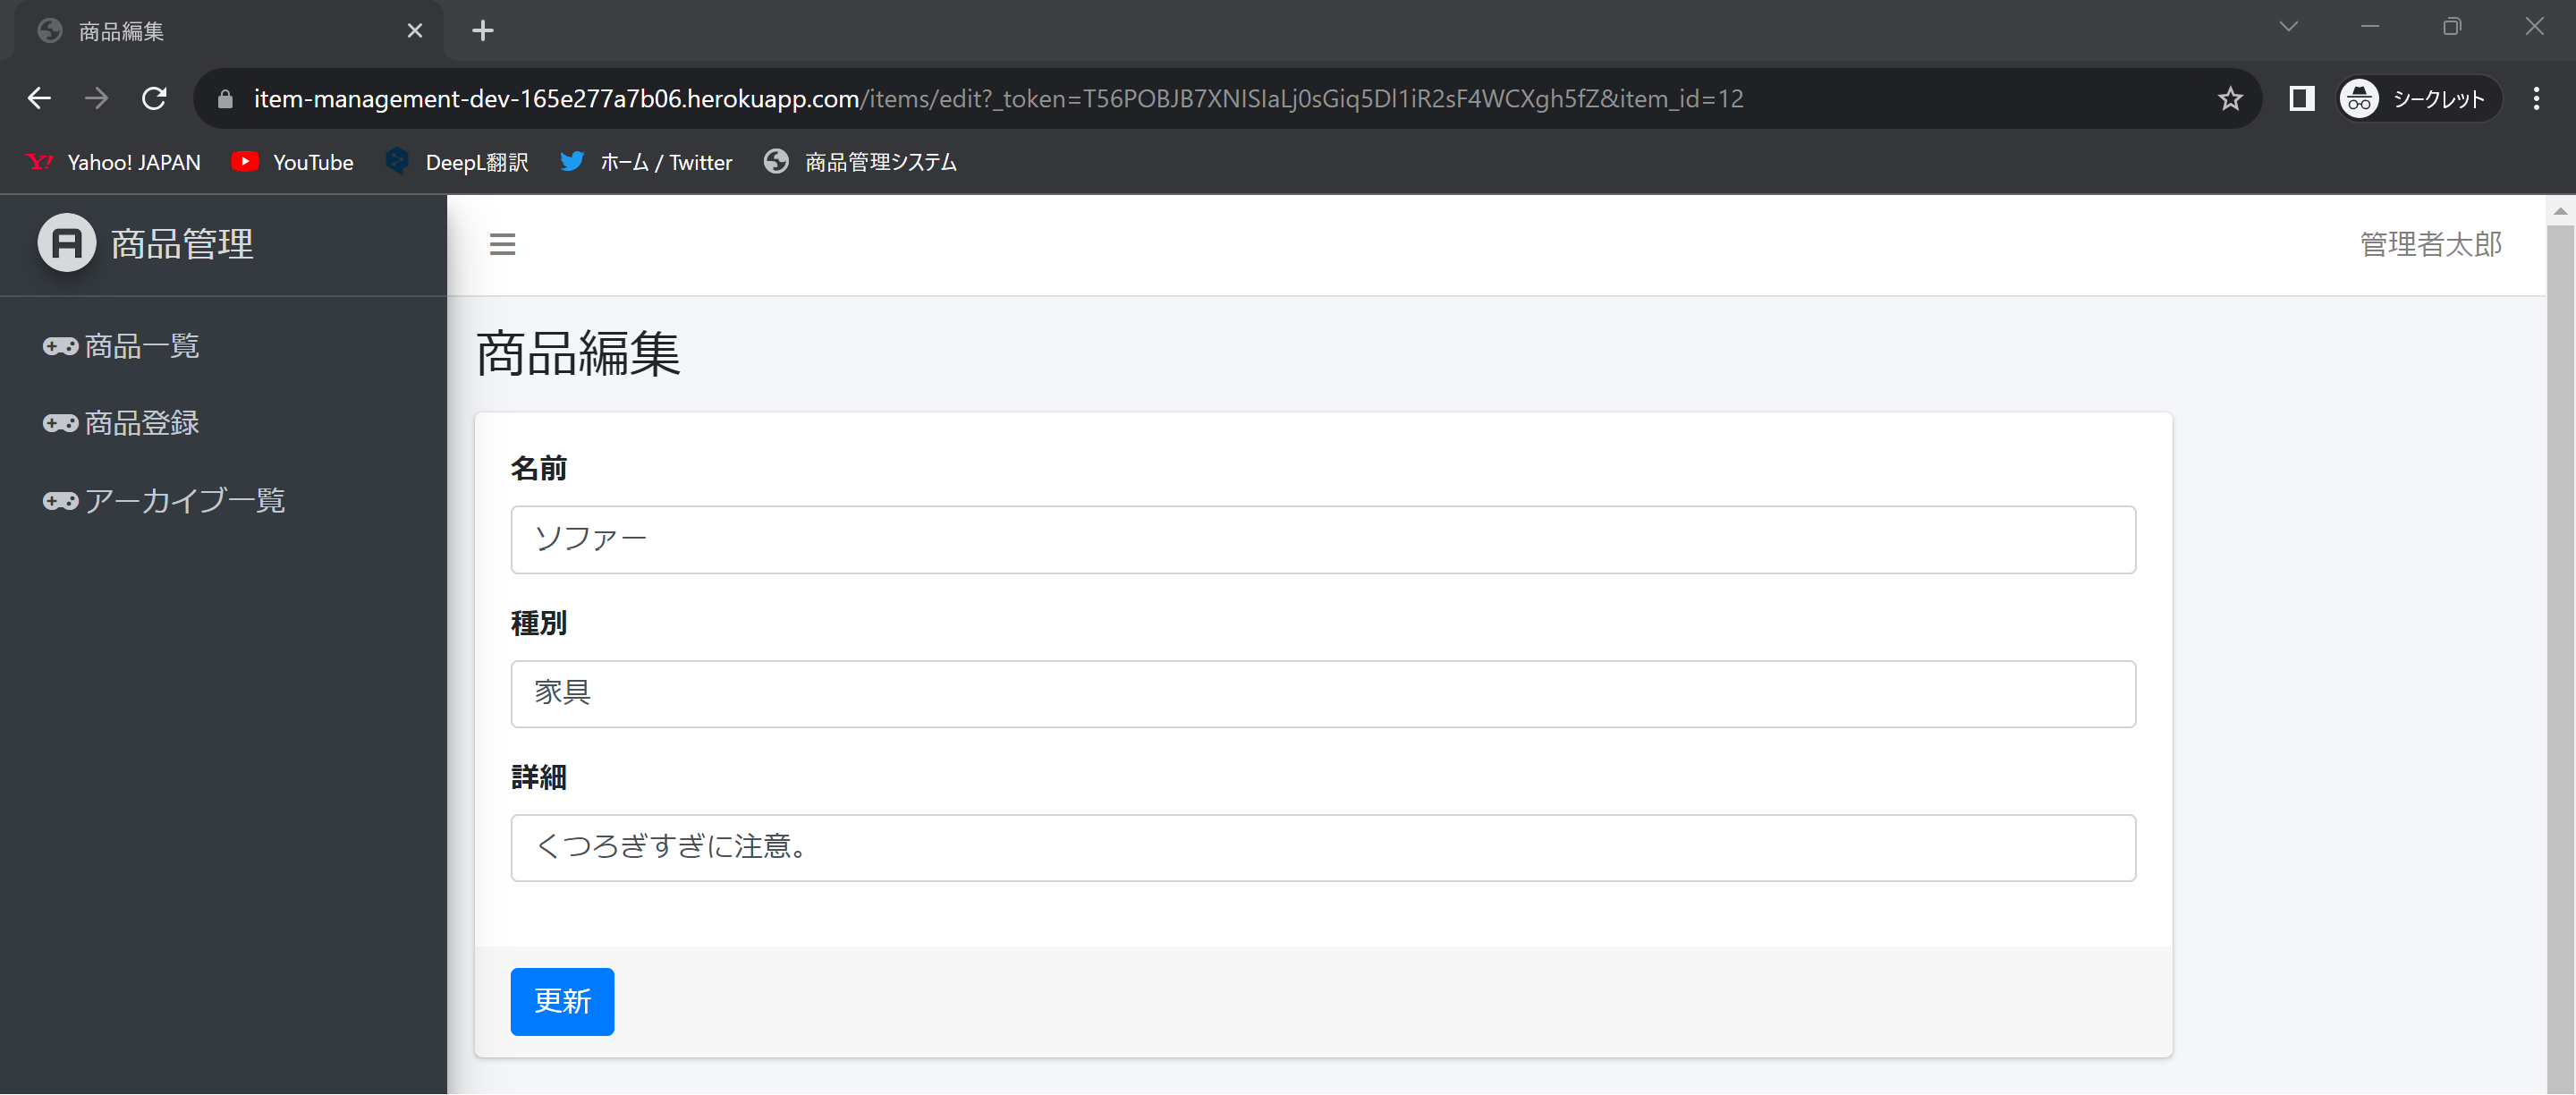 商品編集
item-management-dev-165e277a7b06.herokuapp.com/items/edit?_token=T56POBJB7XNISIaLj0sGiq5Dl1iR2sF4WCXgh5fZ&item_id=12
シークレット
Yahoo! JAPAN
YouTube
DeepL翻訳
ホーム / Twitter
商品管理システム
A 商品管理
管理者太郎
商品一覧
商品登録
アーカイブ一覧
商品編集
名前
ソファー
種別
家具
詳細
くつろぎすぎに注意。
更新